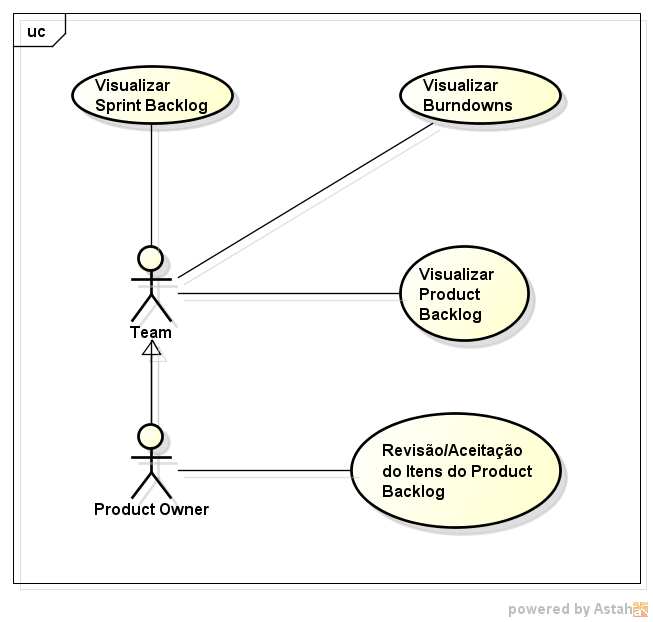 uc
Visualizar
Sprint Backlog
Visualizar
Burndowns
Team
Visualizar
Product
Backlog
Product Owner
Revisão/Aceitação
do Itens do Product
Backlog
powered by Astah